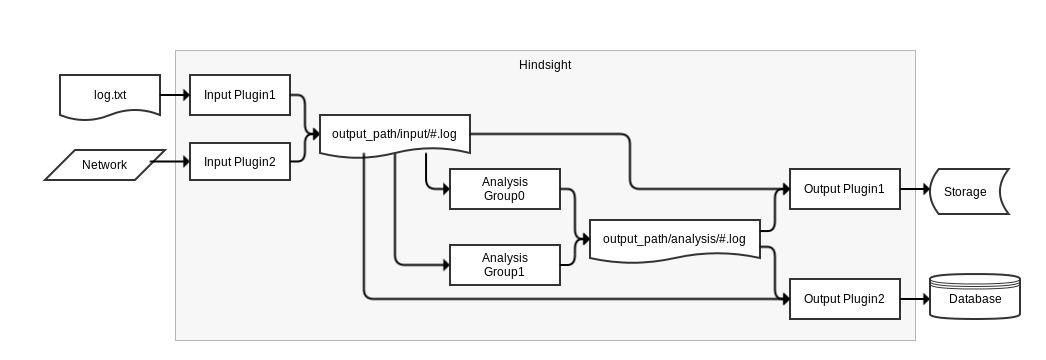 Hindsight
log.txt
Input Plugin1
output_path/input/#.log
Network
Input Plugin2
Analysis
Group0
Output Plugin1
Storage
output_path/analysis/#.log
Analysis
Group1
Output Plugin2
Database